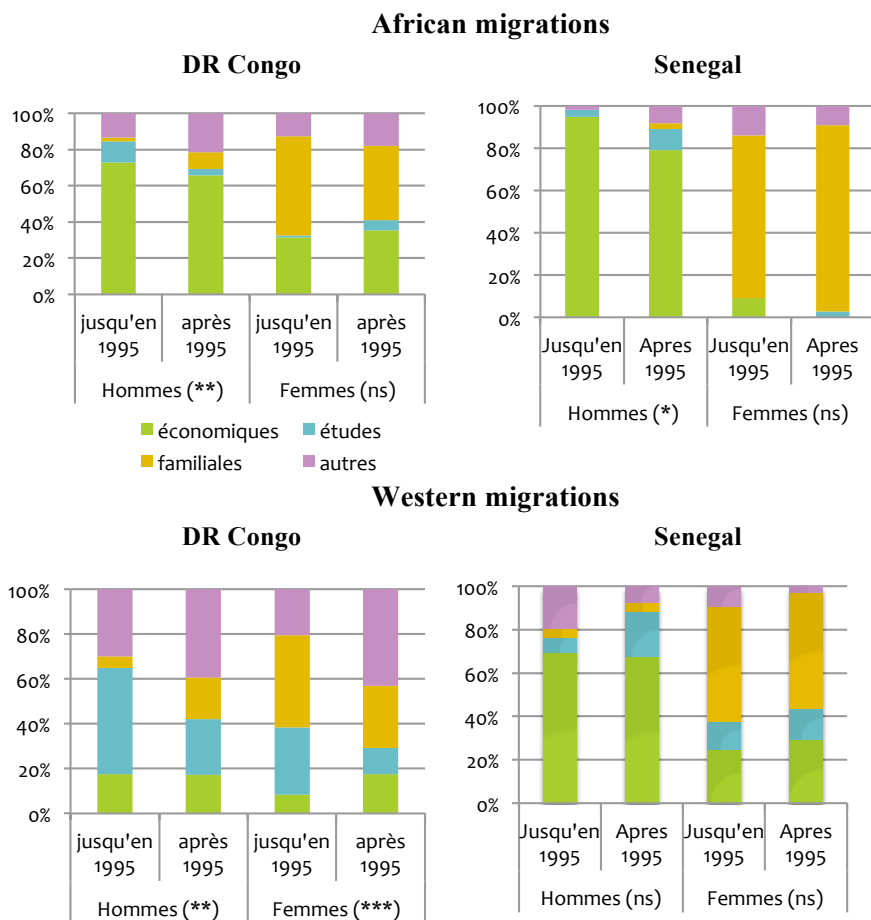 African migrations
DR Congo
Senegal
100%
80%
60%
40%
20%
0%
jusqu'en 1995
après 1995
jusqu'en 1995
après 1995
Hommes (**)
Femmes (ns)
100%
80%
60%
40%
20%
0%
Jusqu'en 1995
Apres 1995
Jusqu'en 1995
Apres 1995
Hommes (*)
Femmes (ns)
économiques
études
familiales
autres
Western migrations
DR Congo
Senegal
100%
80%
60%
40%
20%
0%
jusqu'en 1995
après 1995
jusqu'en 1995
après 1995
Hommes (**)
Femmes (***)
100%
80%
60%
40%
20%
0%
Jusqu'en 1995
Apres 1995
Jusqu'en 1995
Apres 1995
Hommes (ns)
Femmes (ns)